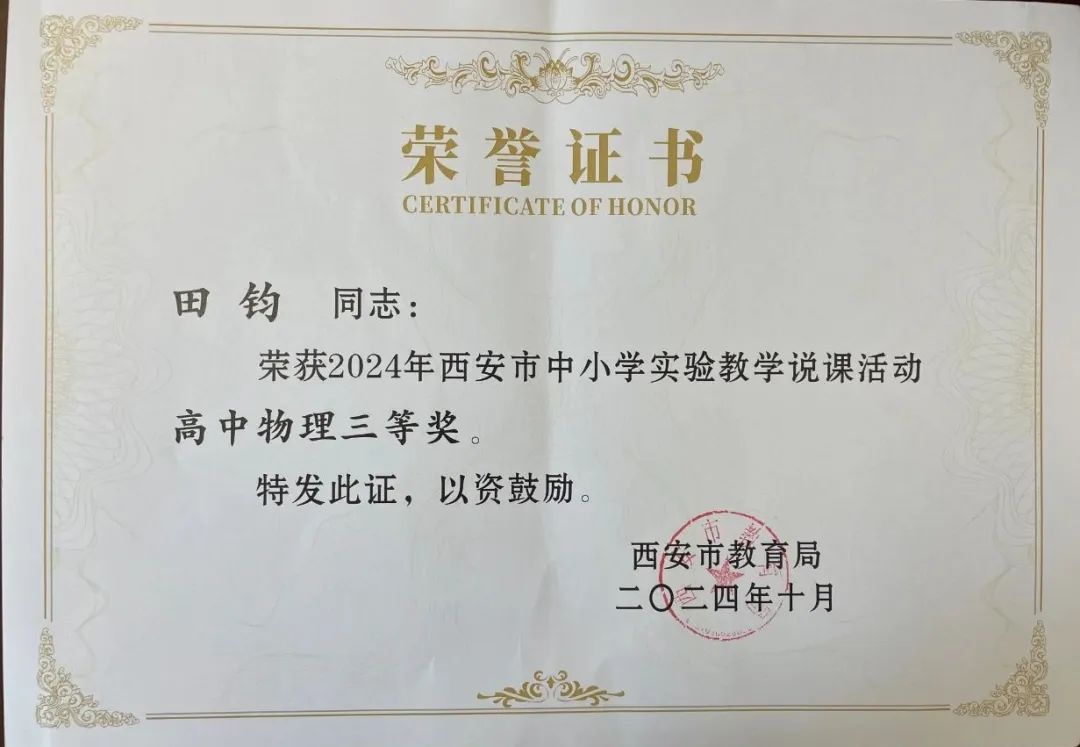 荣誉证书
CERTIFICATE OF HONOR
田钧 同志：
荣获2024年西安市中小学实验教学说课活动
高中物理三等奖。
特发此证，以资鼓励。
西安市教育局
二〇二四年十月